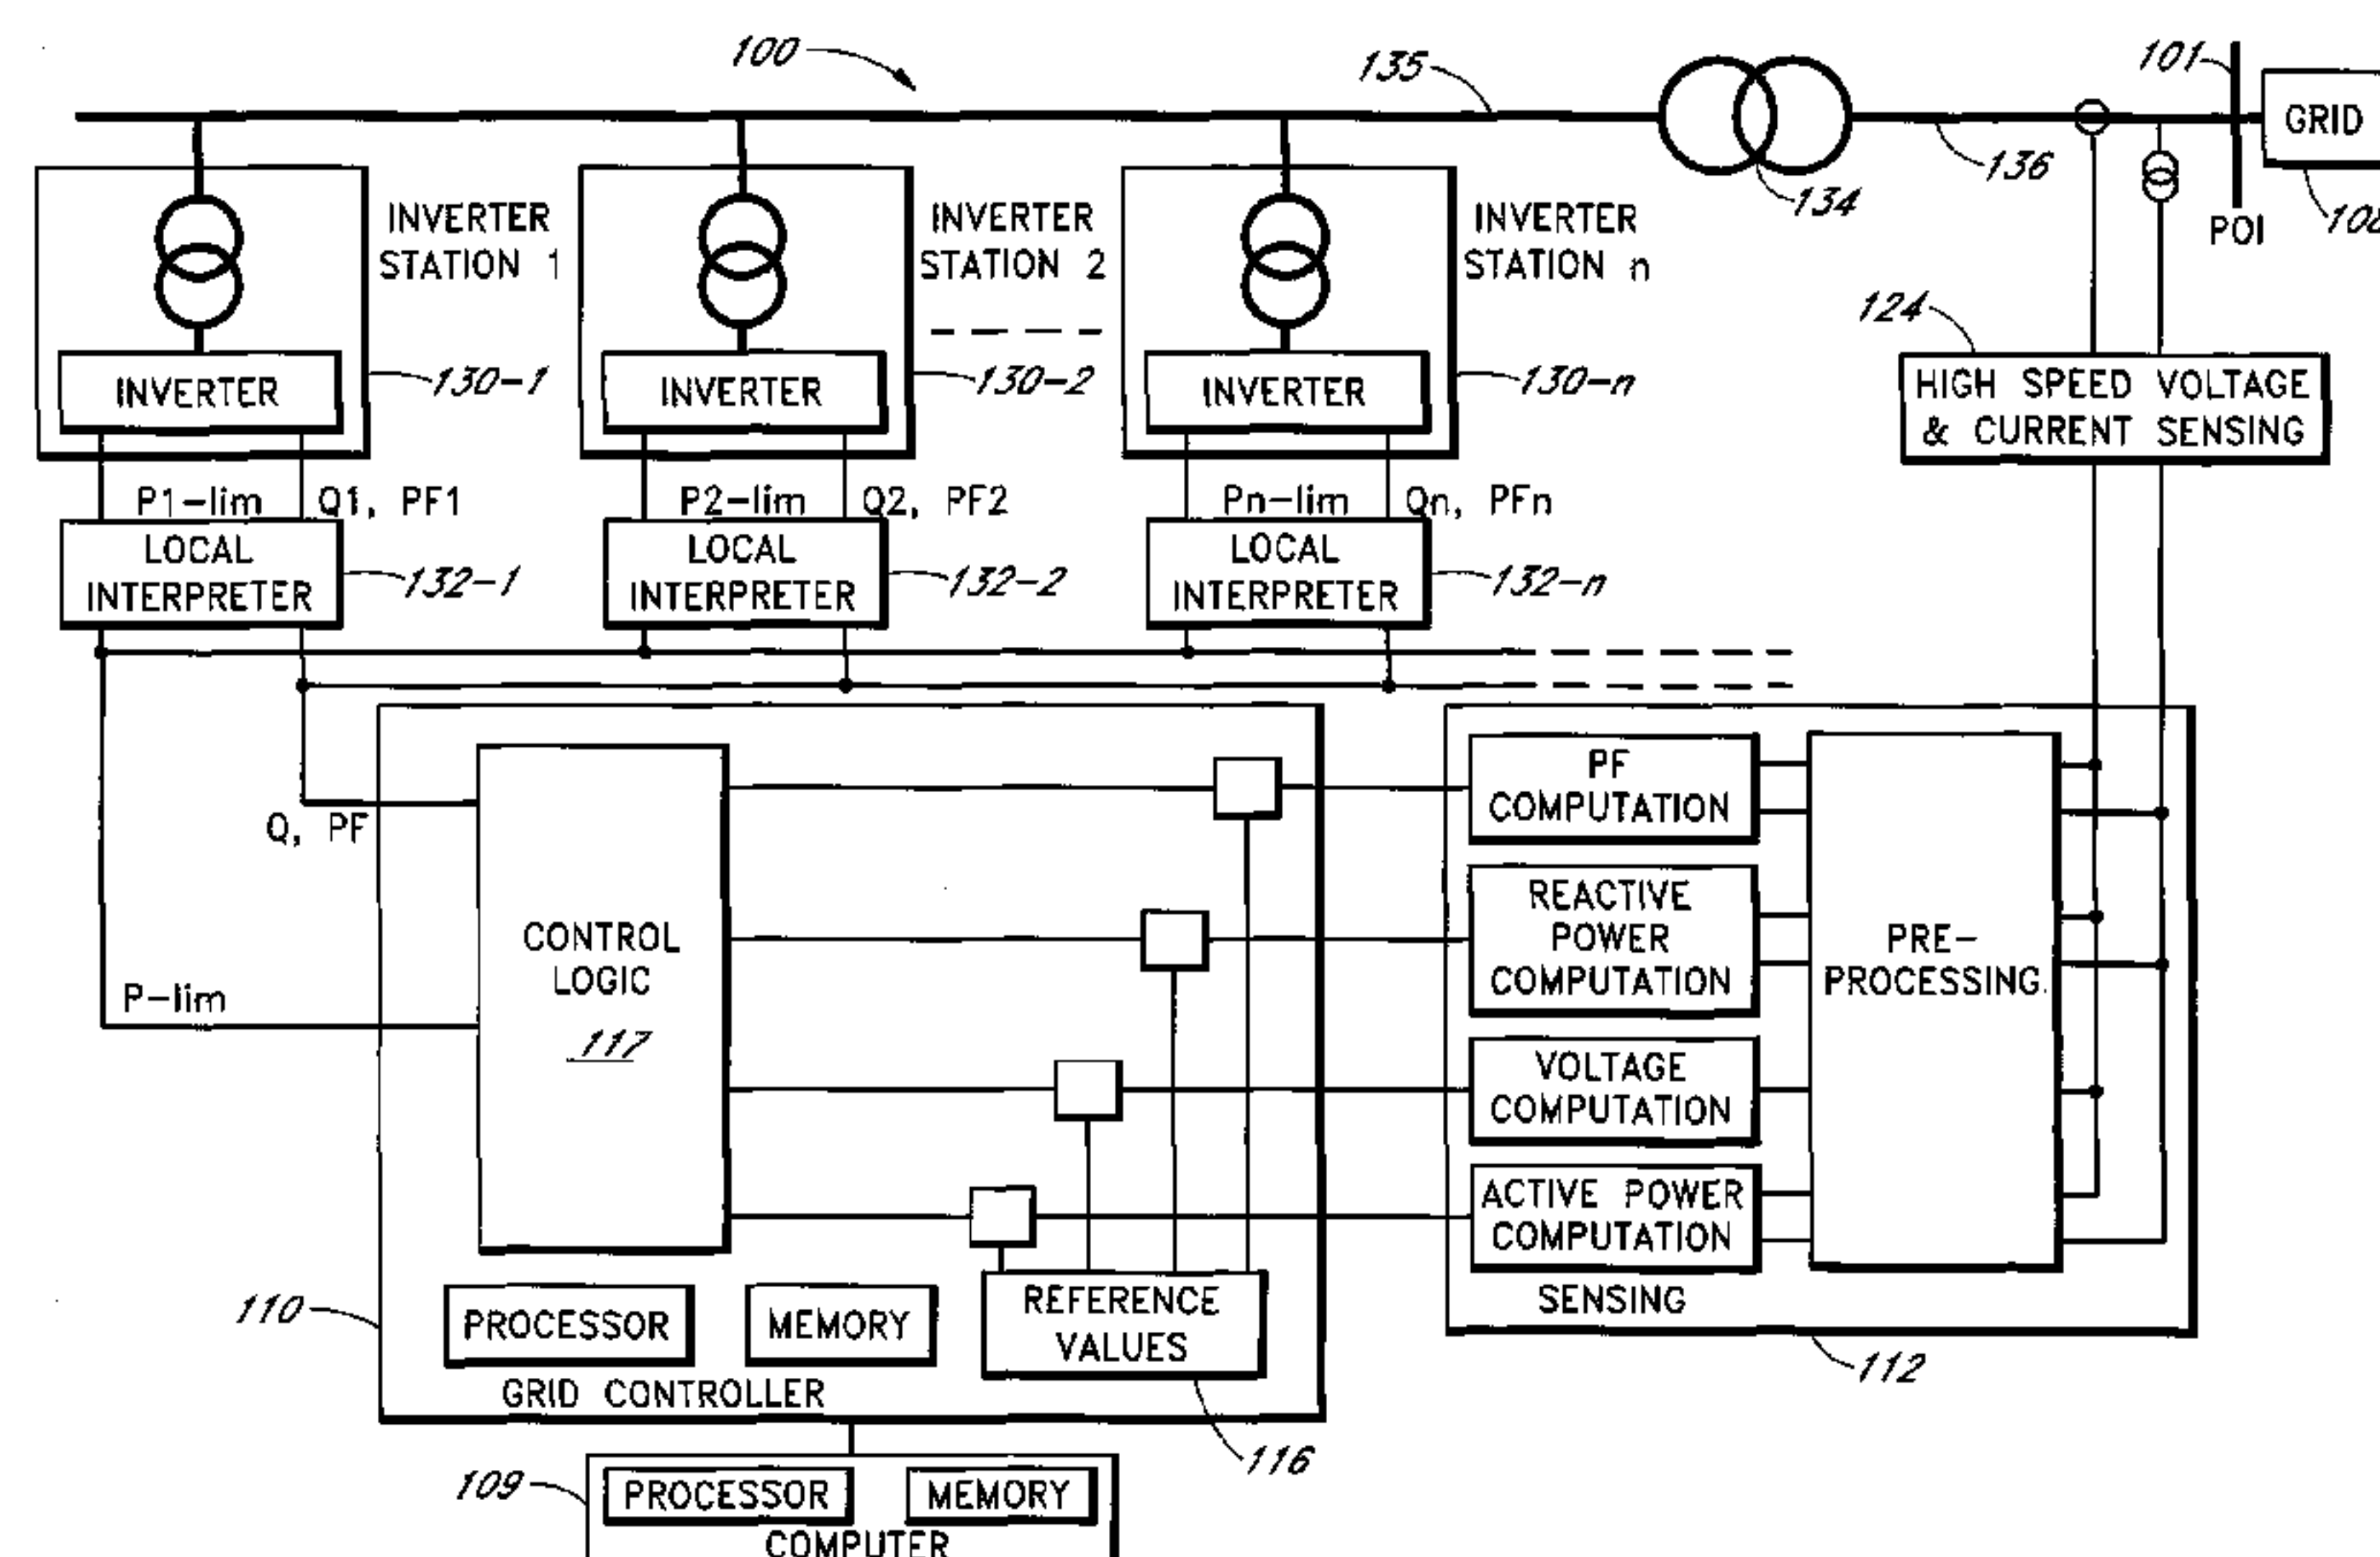 100
135
101
GRID
136
134
POI
INVERTER
STATION 1
INVERTER
STATION 2
INVERTER
STATION n
124
INVERTER
130-1
INVERTER
130-2
INVERTER
130-n
HIGH SPEED VOLTAGE
& CURRENT SENSING
P1-lim
Q1, PF1
P2-lim
Q2, PF2
Pn-lim
Qn, PFn
LOCAL
INTERPRETER
132-1
LOCAL
INTERPRETER
132-2
LOCAL
INTERPRETER
132-n
Q, PF
P-lim
CONTROL
LOGIC
117
PF
COMPUTATION
REACTIVE
POWER
COMPUTATION
VOLTAGE
COMPUTATION
ACTIVE POWER
COMPUTATION
PRE-
PROCESSING
SENSING
112
110
PROCESSOR
MEMORY
REFERENCE
VALUES
GRID CONTROLLER
116
109
PROCESSOR
MEMORY
COMPUTER